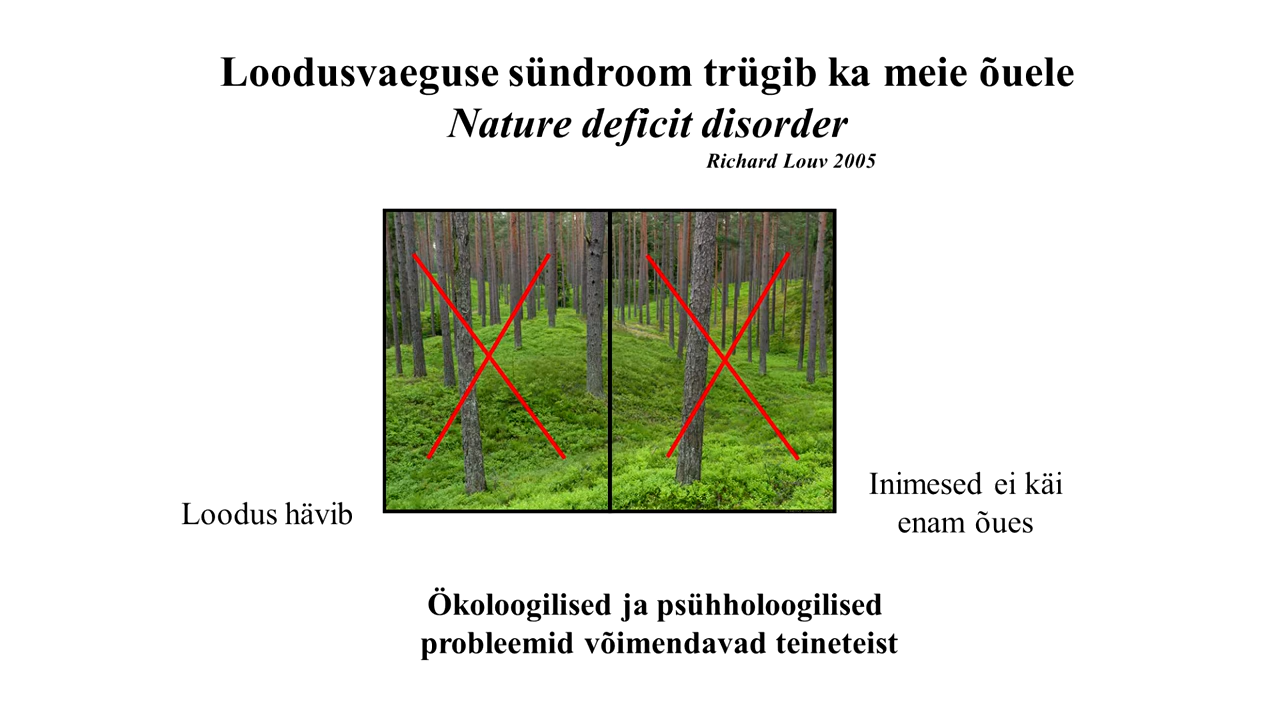 Loodusvaeguse sündroom trügib ka meie õuele
Nature deficit disorder
Richard Louv 2005
Loodus hävib
Inimesed ei käi
enam õues
Ökoloogilised ja psühholoogilised
probleemid võimendavad teineteist